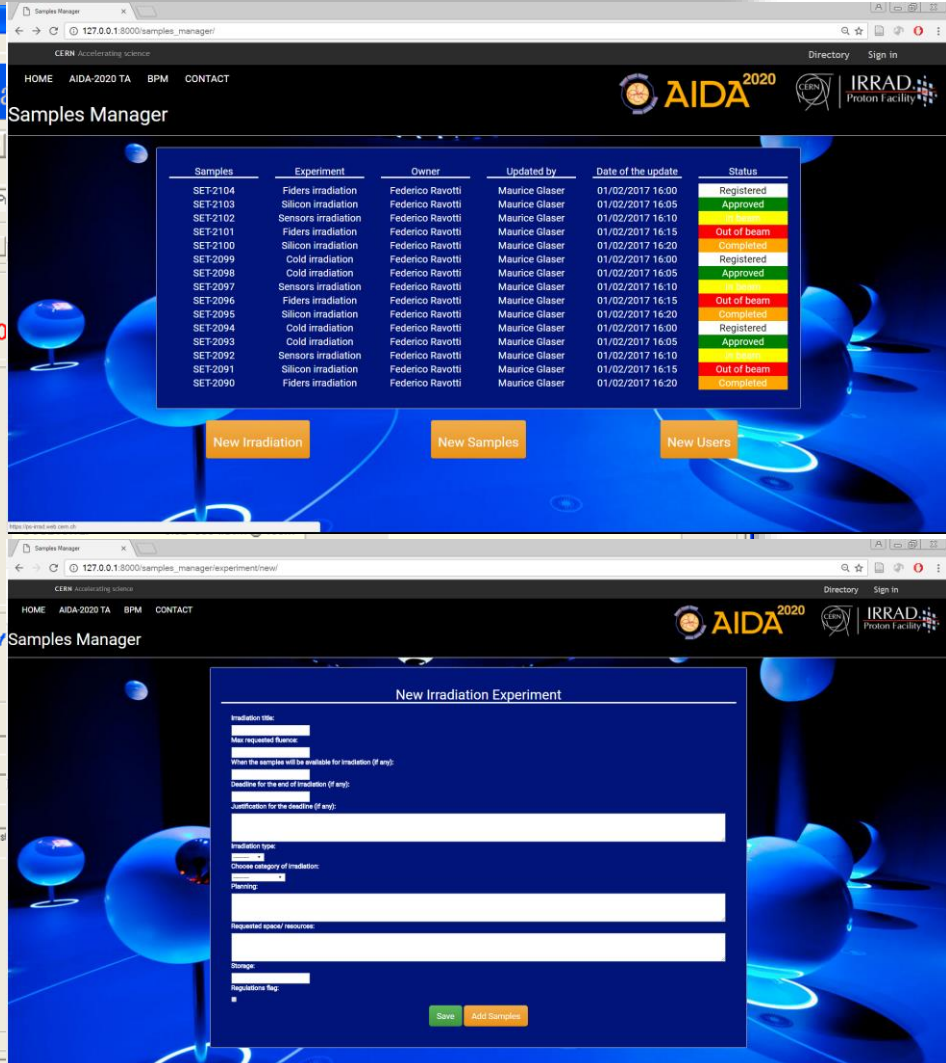 Samples Manager
127.0.0.1:8000/samples_manager/
CERN Accelerating science
Directory Sign in
HOME AIDA-2020 TA BPM CONTACT
AIDA2020
CERN
IRRAD
Proton Facility
Samples Manager
Samples Experiment Owner Updated by Date of the update Status
SET-2104 Fiders irradiation Federico Ravotti Maurice Glaser 01/02/2017 16:00 Registered
SET-2103 Silicon irradiation Federico Ravotti Maurice Glaser 01/02/2017 16:05 Approved
SET-2102 Sensors irradiation Federico Ravotti Maurice Glaser 01/02/2017 16:10 In beam
SET-2101 Fiders irradiation Federico Ravotti Maurice Glaser 01/02/2017 16:15 Out of beam
SET-2100 Silicon irradiation Federico Ravotti Maurice Glaser 01/02/2017 16:20 Completed
SET-2099 Cold irradiation Federico Ravotti Maurice Glaser 01/02/2017 16:00 Registered
SET-2098 Cold irradiation Federico Ravotti Maurice Glaser 01/02/2017 16:05 Approved
SET-2097 Sensors irradiation Federico Ravotti Maurice Glaser 01/02/2017 16:10 In beam
SET-2096 Fiders irradiation Federico Ravotti Maurice Glaser 01/02/2017 16:15 Out of beam
SET-2095 Silicon irradiation Federico Ravotti Maurice Glaser 01/02/2017 16:20 Completed
SET-2094 Cold irradiation Federico Ravotti Maurice Glaser 01/02/2017 16:00 Registered
SET-2093 Cold irradiation Federico Ravotti Maurice Glaser 01/02/2017 16:05 Approved
SET-2092 Sensors irradiation Federico Ravotti Maurice Glaser 01/02/2017 16:10 In beam
SET-2091 Silicon irradiation Federico Ravotti Maurice Glaser 01/02/2017 16:15 Out of beam
SET-2090 Fiders irradiation Federico Ravotti Maurice Glaser 01/02/2017 16:20 Completed
New Irradiation New Samples New Users
https://ps-irrad.web.cern.ch
Samples Manager
127.0.0.1:8000/samples_manager/experiment/new/
CERN Accelerating science
Directory Sign in
HOME AIDA-2020 TA BPM CONTACT
AIDA2020
CERN
IRRAD
Proton Facility
Samples Manager
New Irradiation Experiment
Irradiation title:
Max requested fluence:
When the samples will be available for irradiation (if any):
Deadline for the end of irradiation (if any):
Justification for the deadline (if any):
Irradiation type:
Choose category of irradiation:
Planning:
Requested space/ resources:
Storage:
Regulations flag:
Save Add Samples